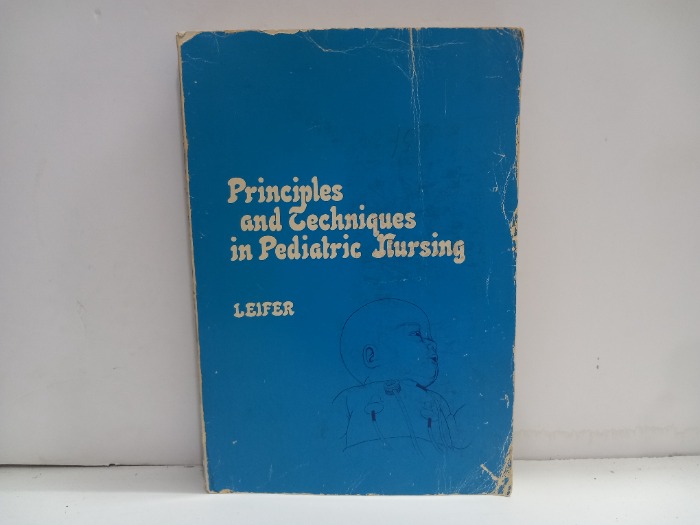 Principles
and Techniques
in Pediatric Nursing
LEIFER